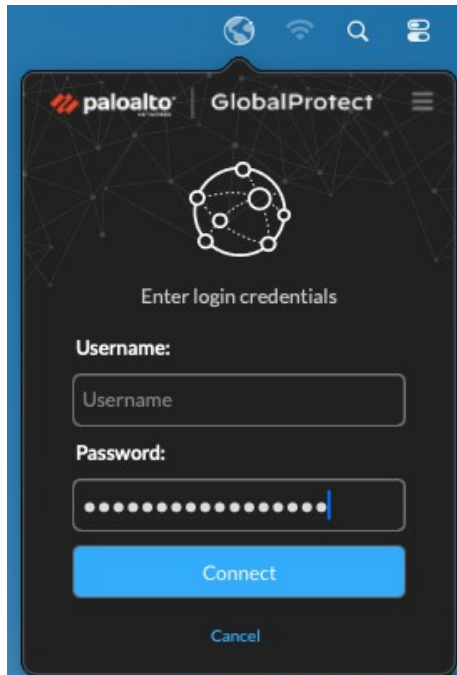 paloalto NETWORKS | GlobalProtect
Enter login credentials
Username:
Username
Password:
•••••••••••••••••
Connect
Cancel